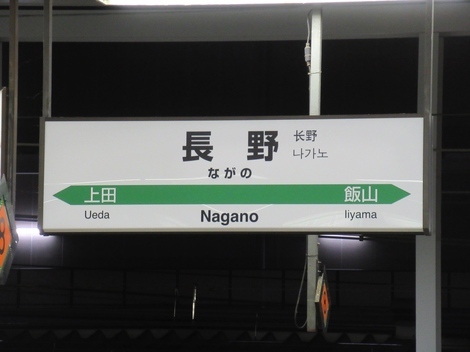 長野
长野
나가노
ながの
上田 飯山
Ueda Nagano Iiyama